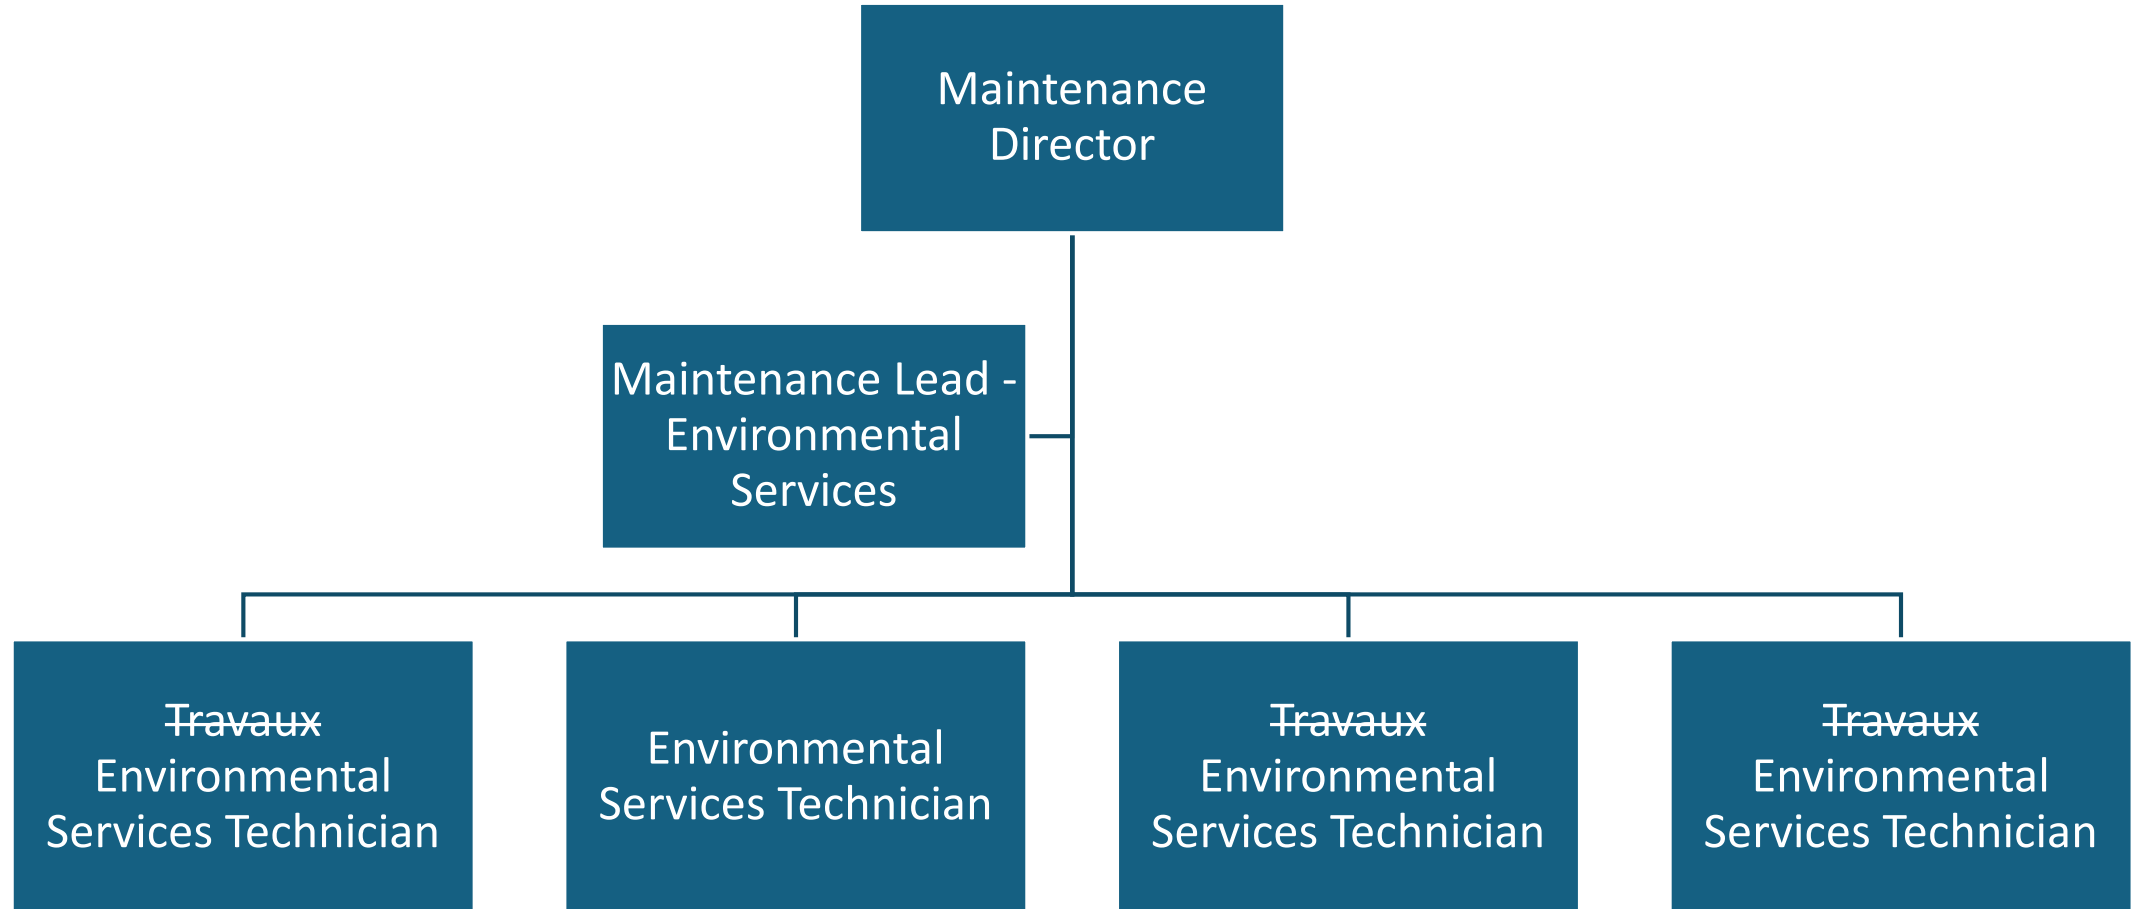 Maintenance
Director
Maintenance Lead -
Environmental
Services
Travaux
Environmental
Services Technician
Environmental
Services Technician
Travaux
Environmental
Services Technician
Travaux
Environmental
Services Technician